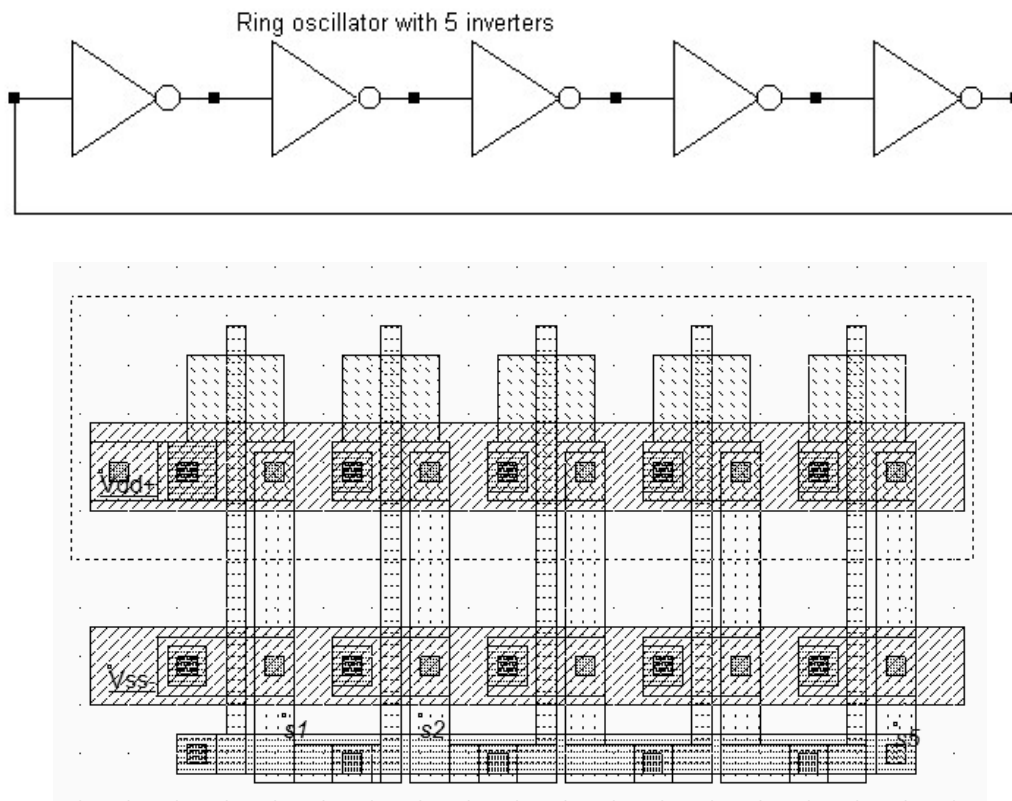 Ring oscillator with 5 inverters
Vdd+
Vss-
s1
s2
s5